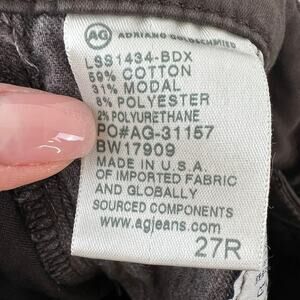 AG ADRIANO GOLDSCHMIED
LSS1434-BDX
59% COTTON
31% MODAL
8% POLYESTER
2% POLYURETHANE
PO#AG-31157
BW17909
MADE IN U.S.A.
OF IMPORTED FABRIC
AND GLOBALLY
SOURCED COMPONENTS
www.agjeans.com
27R